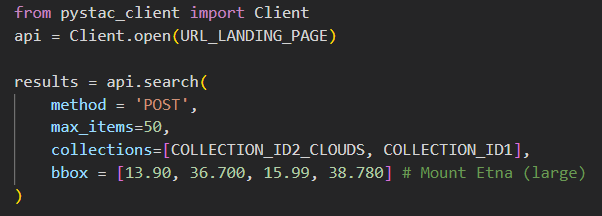 from pystac_client import Client
api = Client.open(URL_LANDING_PAGE)
results = api.search(
method = 'POST',
max_items=50,
collections=[COLLECTION_ID2_CLOUDS, COLLECTION_ID1],
bbox = [13.90, 36.700, 15.99, 38.780] # Mount Etna (large)
)